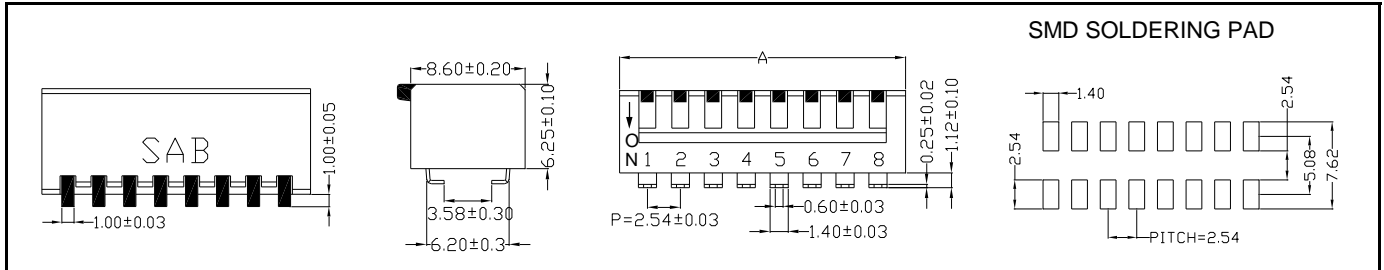 SMD SOLDERING PAD
SAB
1.00±0.05
1.00±0.03
8.60±0.20
6.25±0.10
3.58±0.30
6.20±0.3
A
O
N
1 2 3 4 5 6 7 8
0.25±0.02
1.12±0.10
P=2.54±0.03
0.60±0.03
1.40±0.03
1.40
2.54
2.54
5.08
7.62
PITCH=2.54